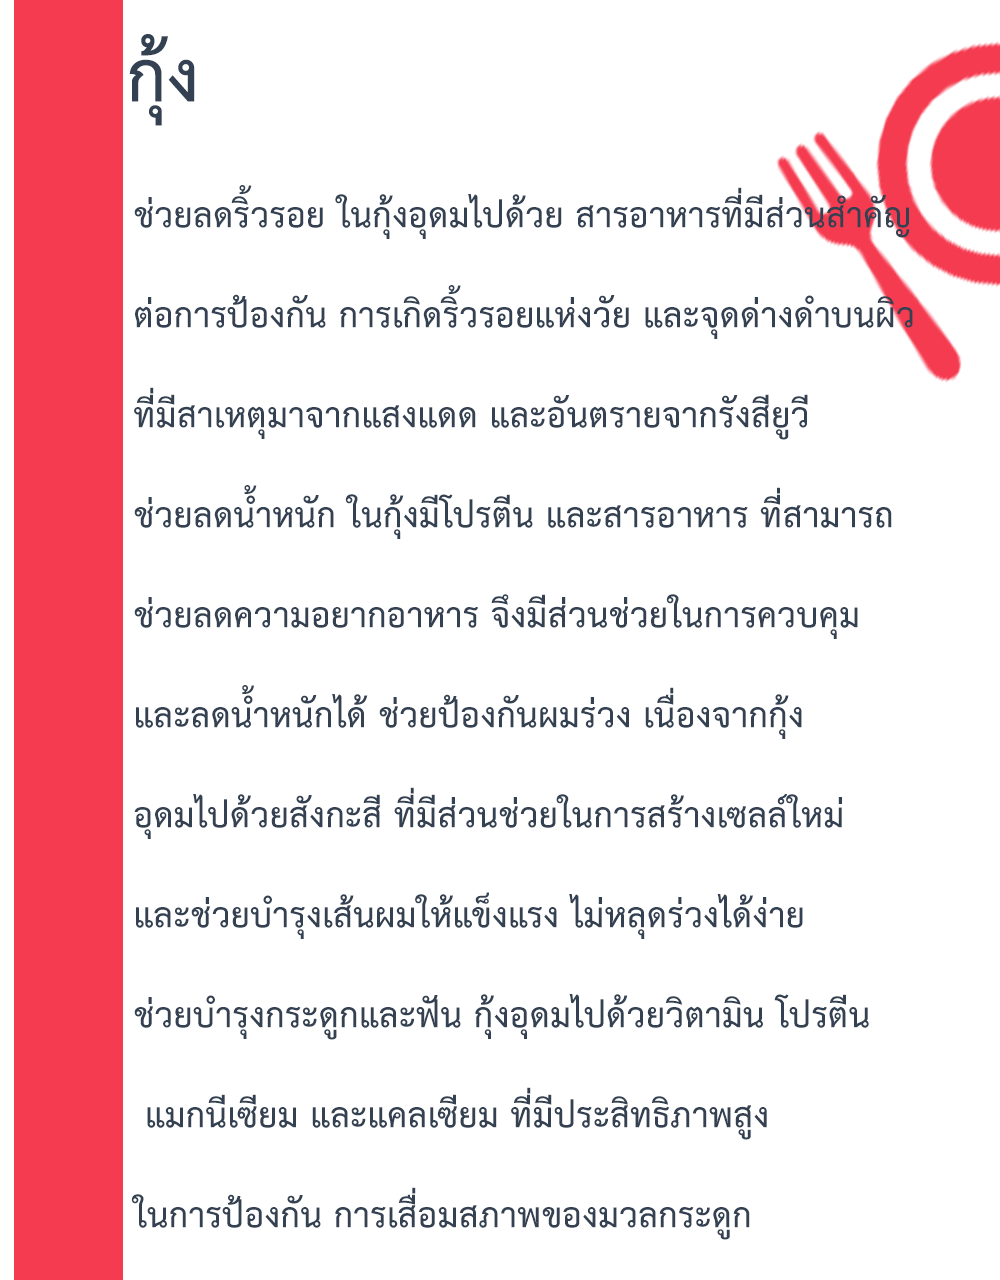 กุ้ง
ช่วยลดริ้วรอย ในกุ้งอุดมไปด้วย สารอาหารที่มีส่วนสำคัญ
ต่อการป้องกัน การเกิดริ้วรอยแห่งวัย และจุดด่างดำบนผิว
ที่มีสาเหตุมาจากแสงแดด และอันตรายจากรังสียูวี
ช่วยลดน้ำหนัก ในกุ้งมีโปรตีน และสารอาหาร ที่สามารถ
ช่วยลดความอยากอาหาร จึงมีส่วนช่วยในการควบคุม
และลดน้ำหนักได้ ช่วยป้องกันผมร่วง เนื่องจากกุ้ง
อุดมไปด้วยสังกะสี ที่มีส่วนช่วยในการสร้างเซลล์ใหม่
และช่วยบำรุงเส้นผมให้แข็งแรง ไม่หลุดร่วงได้ง่าย
ช่วยบำรุงกระดูกและฟัน กุ้งอุดมไปด้วยวิตามิน โปรตีน
แมกนีเซียม และแคลเซียม ที่มีประสิทธิภาพสูง
ในการป้องกัน การเสื่อมสภาพของมวลกระดูก